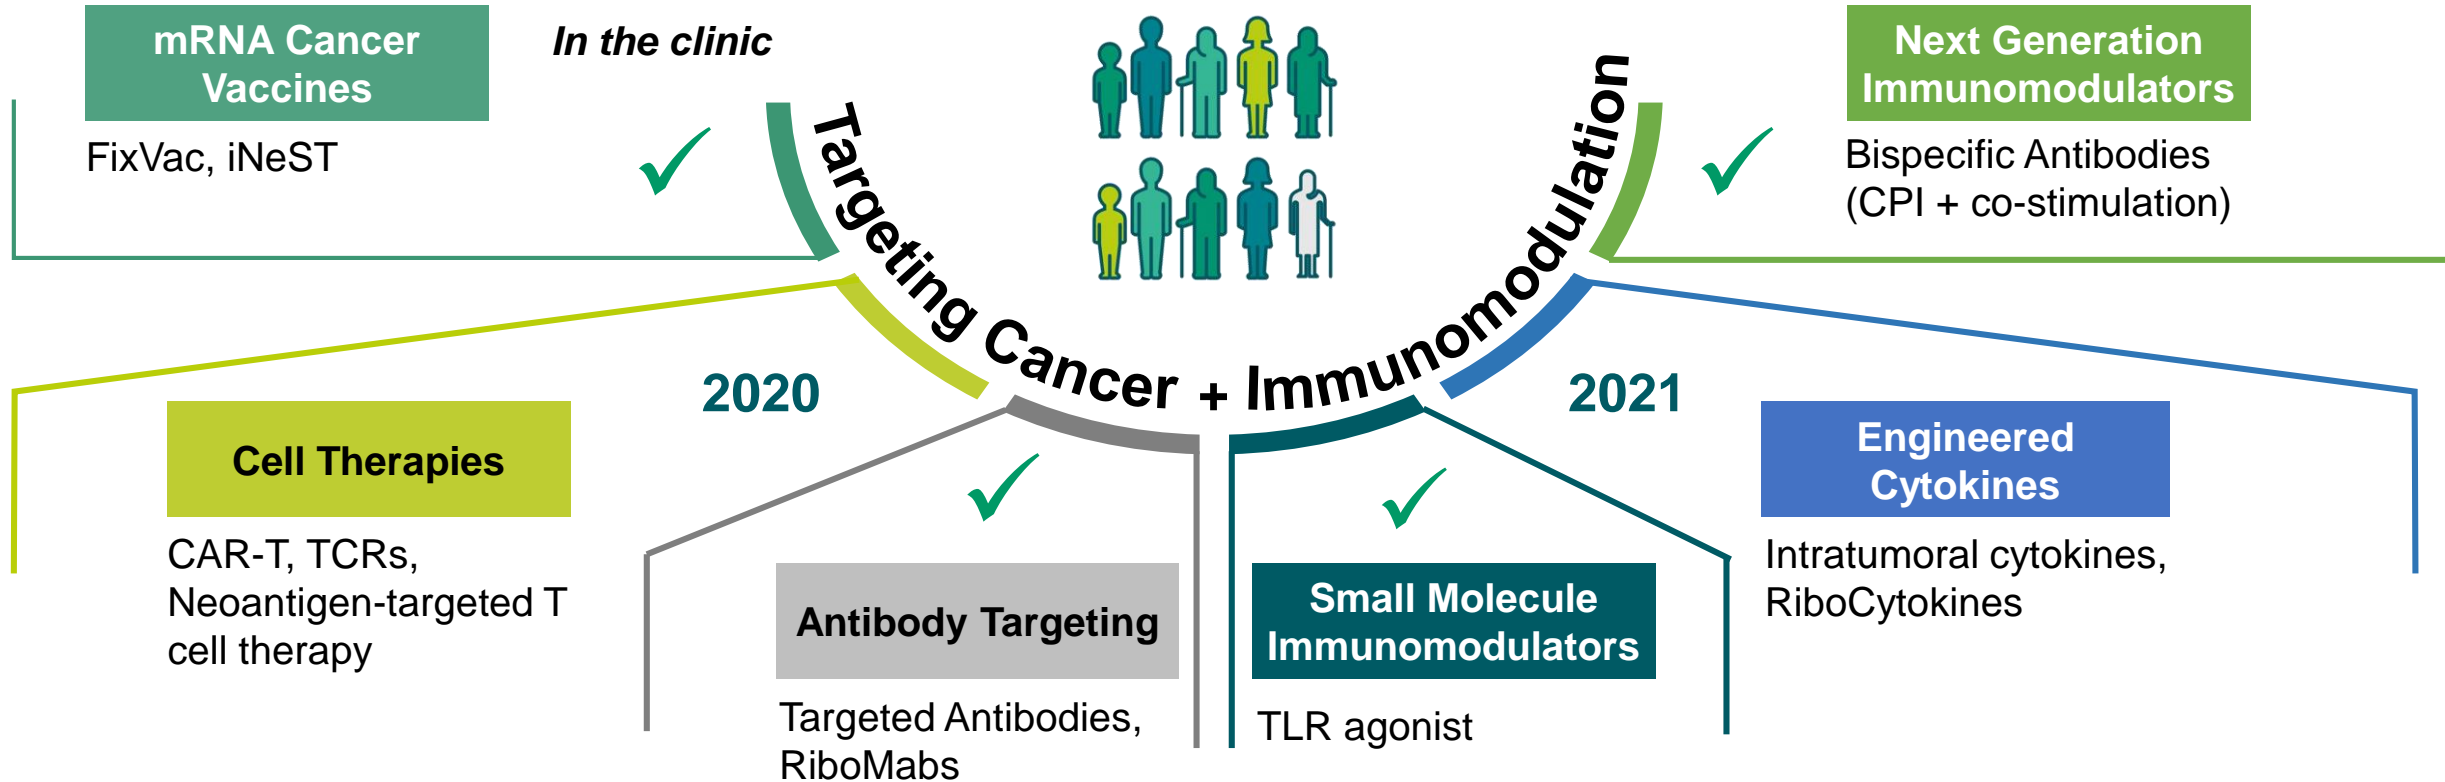 mRNA Cancer
Vaccines
FixVac, iNeST
In the clinic
Targeting Cancer + Immunomodulation
Next Generation
Immunomodulators
Bispecific Antibodies
(CPI + co-stimulation)
2020
2021
Cell Therapies
CAR-T, TCRs,
Neoantigen-targeted T
cell therapy
Antibody Targeting
Targeted Antibodies,
RiboMabs
Small Molecule
Immunomodulators
TLR agonist
Engineered
Cytokines
Intratumoral cytokines,
RiboCytokines